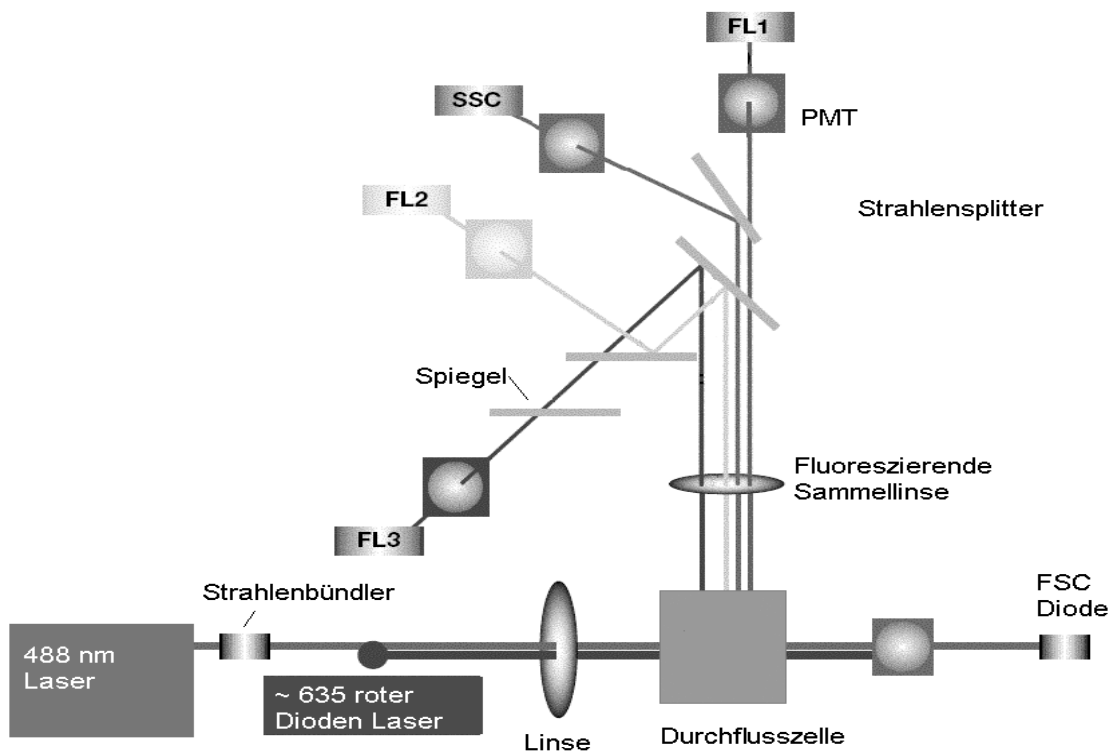 FL1
SSC
PMT
FL2
Strahlensplitter
Spiegel
Fluoreszierende
Sammellinse
FL3
Strahlenbündler
FSC
Diode
488 nm
Laser
~ 635 roter
Dioden Laser
Linse
Durchflusszelle